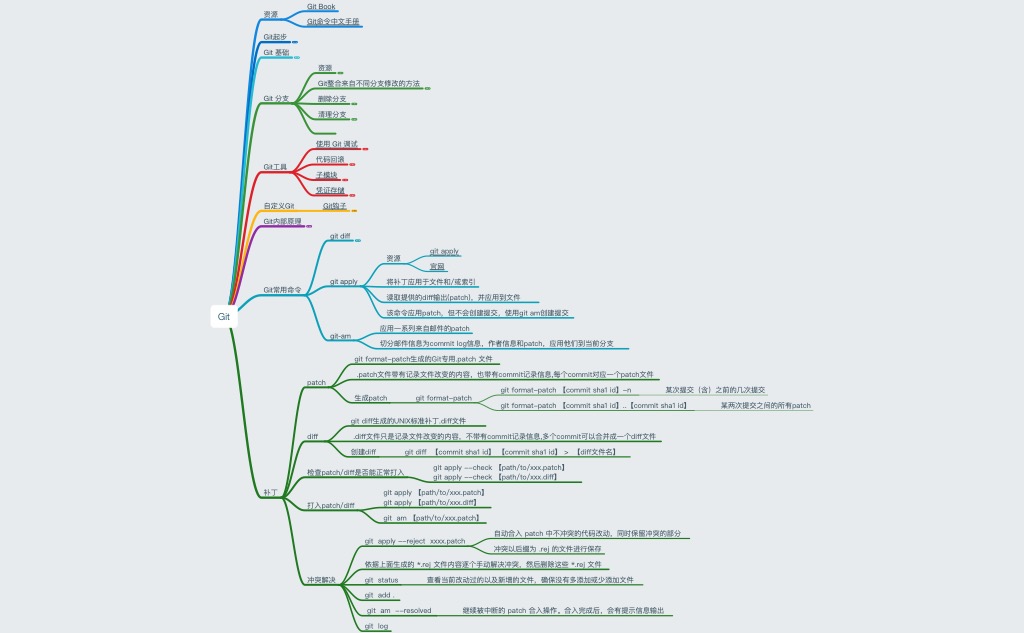 资源
Git Book
Git命令中文手册
Git起步
Git 基础
Git 分支
资源
Git整合来自不同分支修改的方法
删除分支
清理分支
Git工具
使用 Git 调试
代码回滚
子模块
凭证存储
自定义Git
Git钩子
Git内部原理
Git
Git常用命令
git diff
git apply
资源
git apply
官网
将补丁应用于文件和/或索引
读取提供的diff输出(patch)，并应用到文件
该命令应用patch，但不会创建提交，使用git am创建提交
git-am
应用一系列来自邮件的patch
切分邮件信息为commit log信息，作者信息和patch，应用他们到当前分支
补丁
patch
git format-patch生成的Git专用.patch 文件
.patch文件带有记录文件改变的内容，也带有commit记录信息,每个commit对应一个patch文件
生成patch
git format-patch
git format-patch 【commit sha1 id】-n
某次提交（含）之前的几次提交
git format-patch 【commit sha1 id】..【commit sha1 id】
某两次提交之间的所有patch
diff
git diff生成的UNIX标准补丁.diff文件
.diff文件只是记录文件改变的内容，不带有commit记录信息,多个commit可以合并成一个diff文件
创建diff
git diff 【commit sha1 id】 【commit sha1 id】 > 【diff文件名】
检查patch/diff是否能正常打入
git apply --check 【path/to/xxx.patch】
git apply --check 【path/to/xxx.diff】
打入patch/diff
git apply 【path/to/xxx.patch】
git apply 【path/to/xxx.diff】
git am 【path/to/xxx.patch】
冲突解决
git apply --reject xxxx.patch
自动合入 patch 中不冲突的代码改动，同时保留冲突的部分
冲突以后缀为 .rej 的文件进行保存
依据上面生成的 *.rej 文件内容逐个手动解决冲突，然后删除这些 *.rej 文件
git status
查看当前改动过的以及新增的文件，确保没有多添加或少添加文件
git add .
git am --resolved
继续被中断的 patch 合入操作。合入完成后，会有提示信息输出
git log